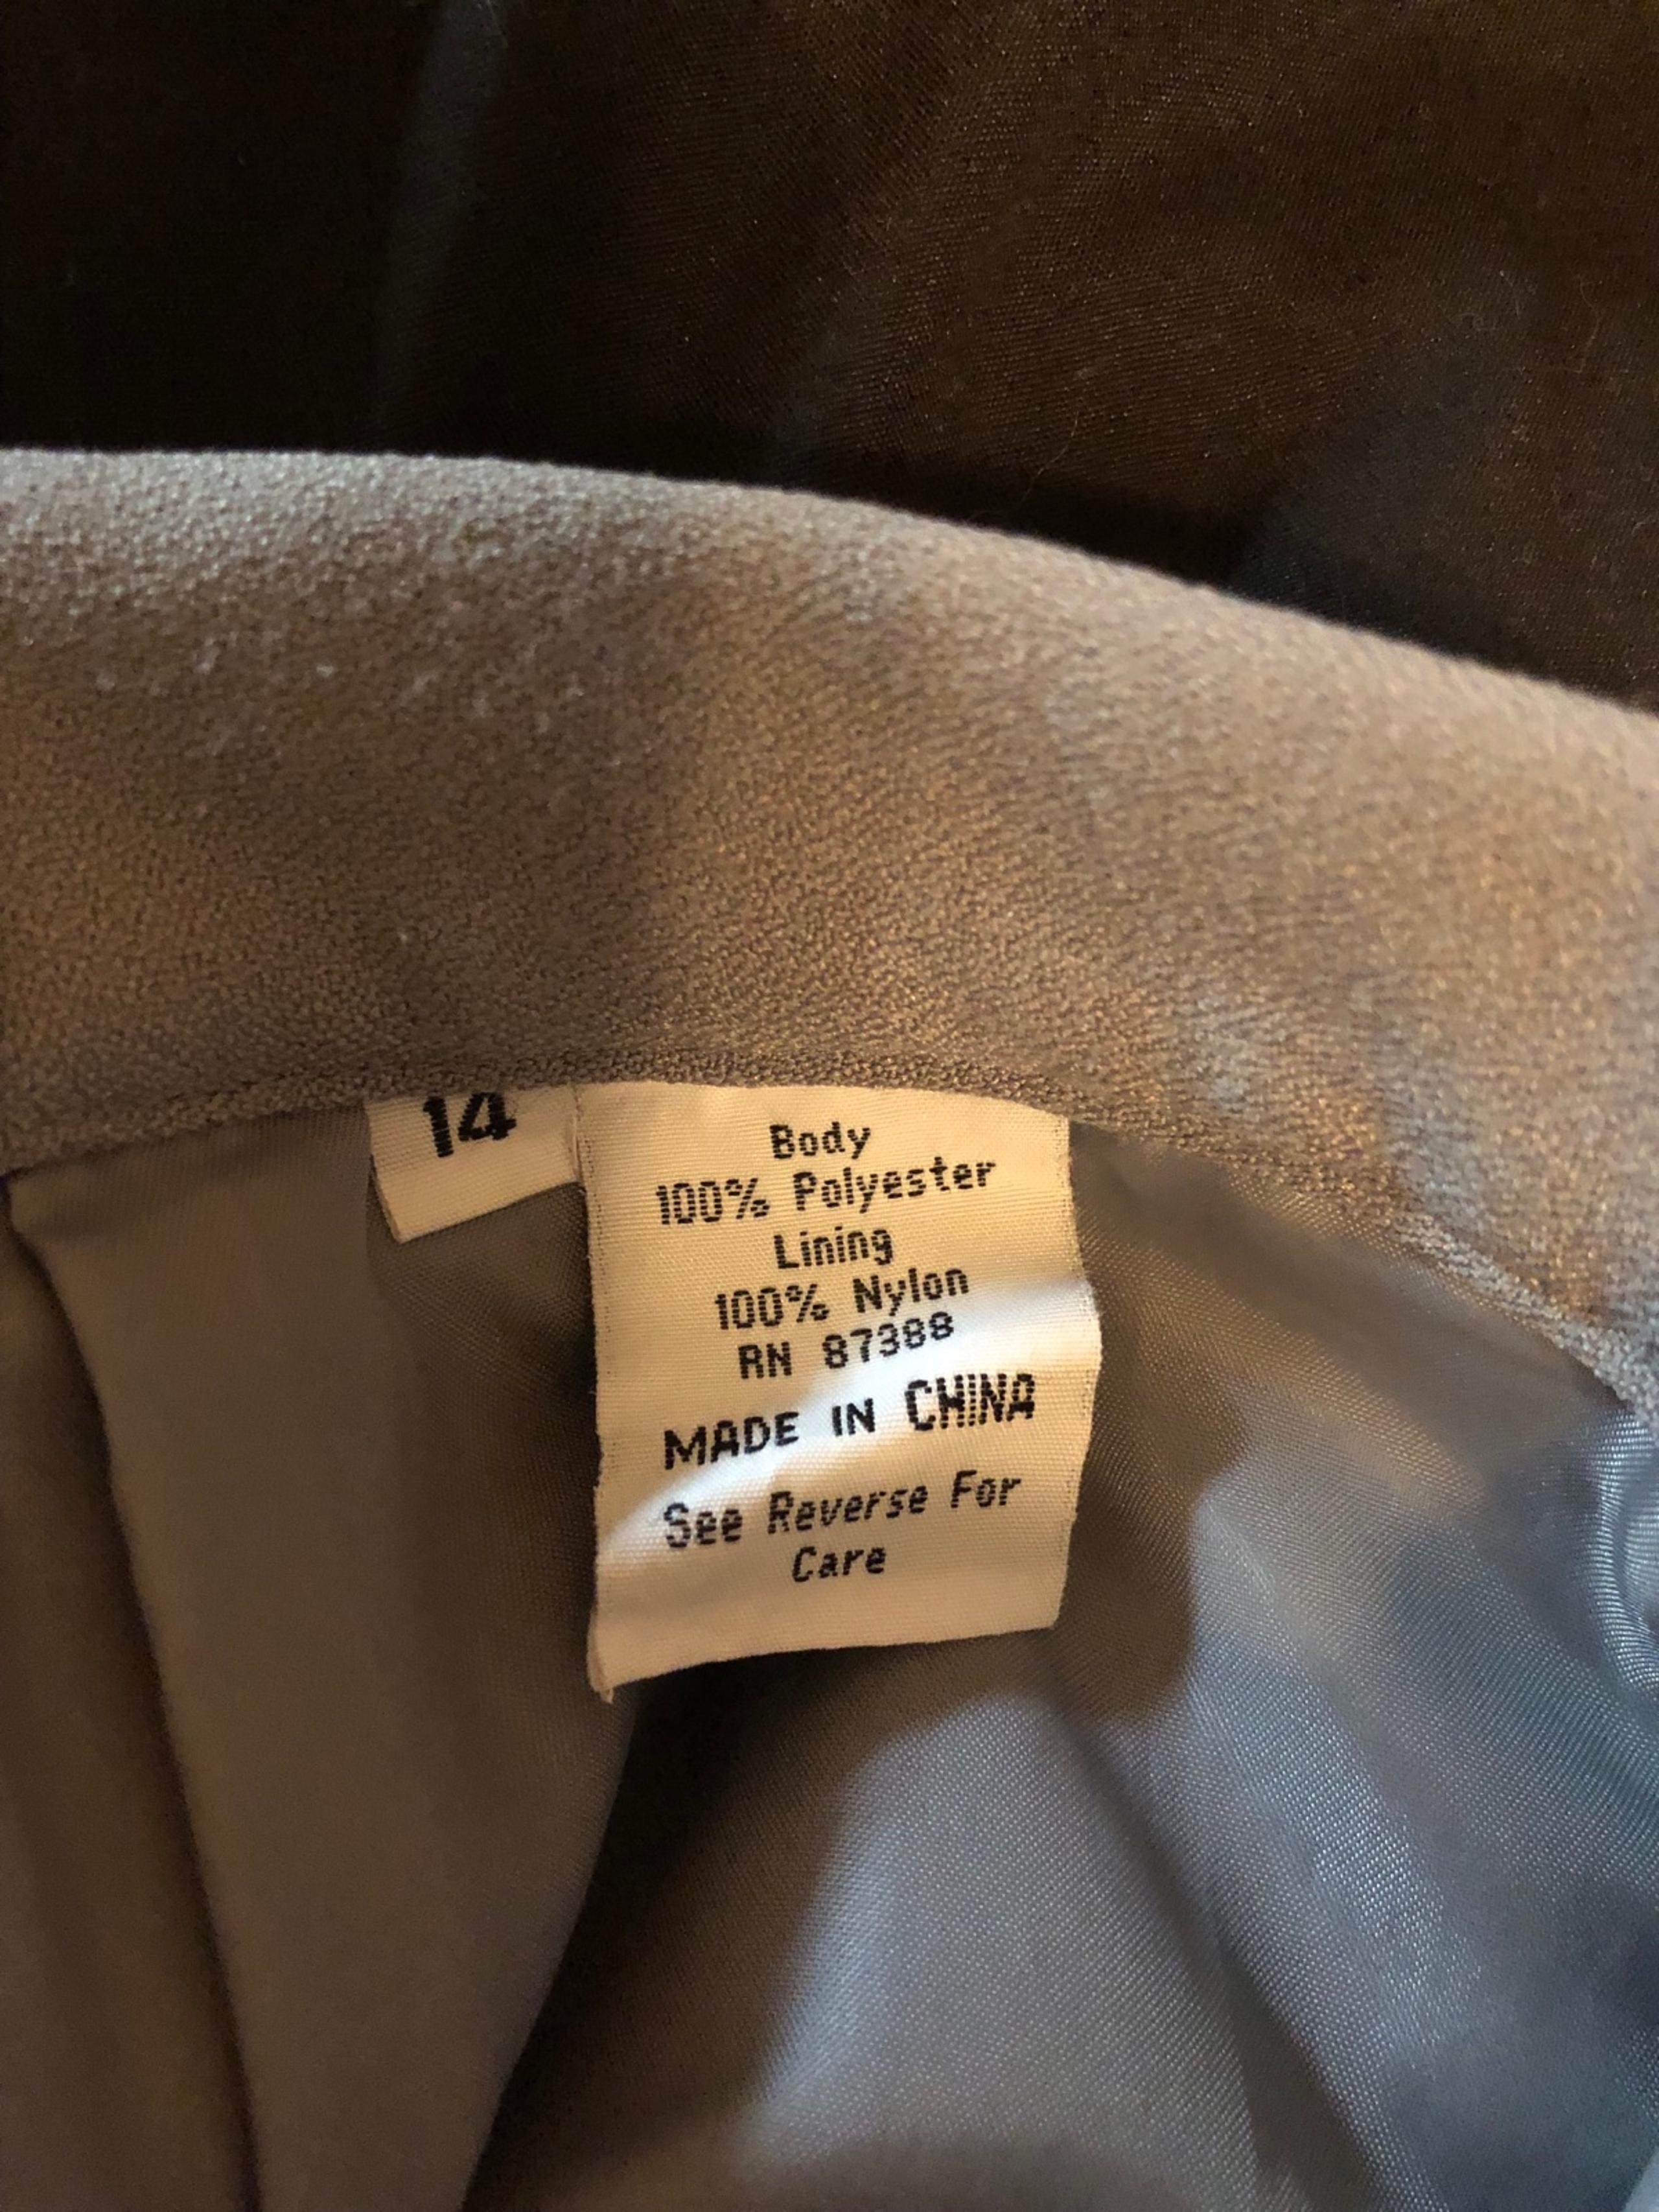 14
Body
100% Polyester
Lining
100% Nylon
RN 87388
MADE IN CHINA
See Reverse For
Care